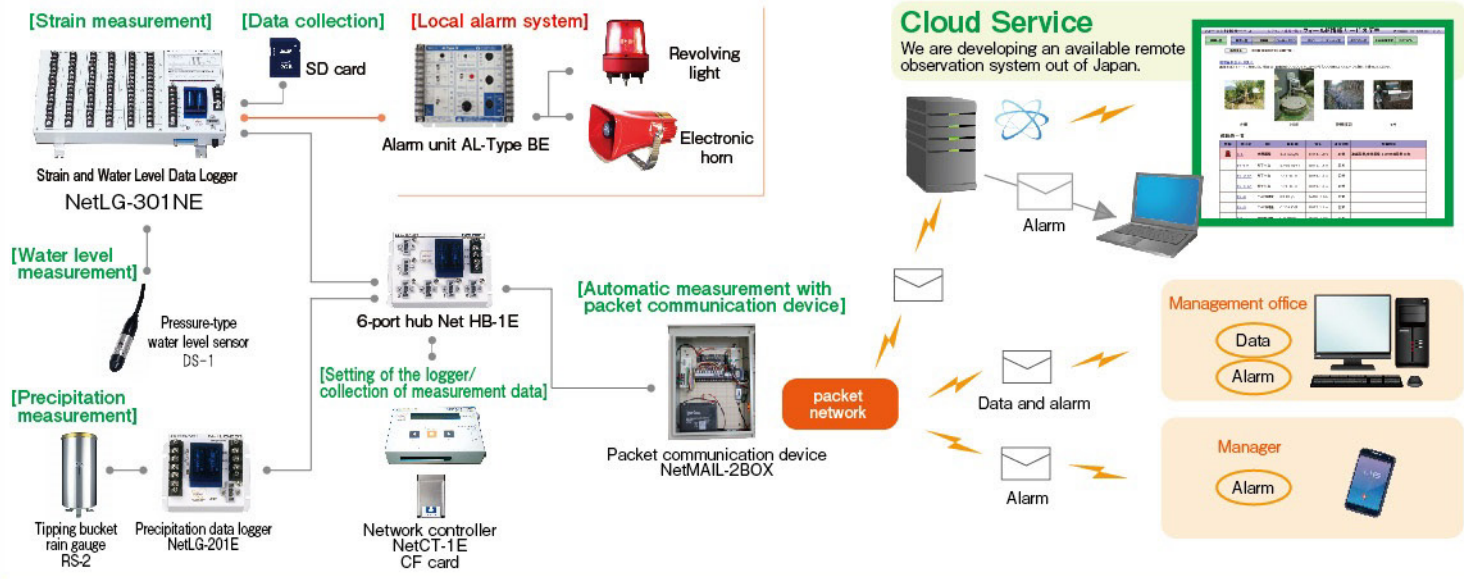 [Strain measurement]
[Data collection]
[Local alarm system]
SD card
Revolving
light
Alarm unit AL-Type BE
Electronic
horn
Strain and Water Level Data Logger
NetLG-301NE
[Water level
measurement]
Pressure-type
water level sensor
DS-1
6-port hub Net HB-1E
[Setting of the logger/
collection of measurement data]
[Precipitation
measurement]
Tipping bucket
rain gauge
RS-2
Precipitation data logger
NetLG-201E
Network controller
NetCT-1E
CF card
[Automatic measurement with
packet communication device]
Packet communication device
NetMAIL-2BOX
packet
network
Cloud Service
We are developing an available remote
observation system out of Japan.
Alarm
Data and alarm
Alarm
Management office
Data
Alarm
Manager
Alarm